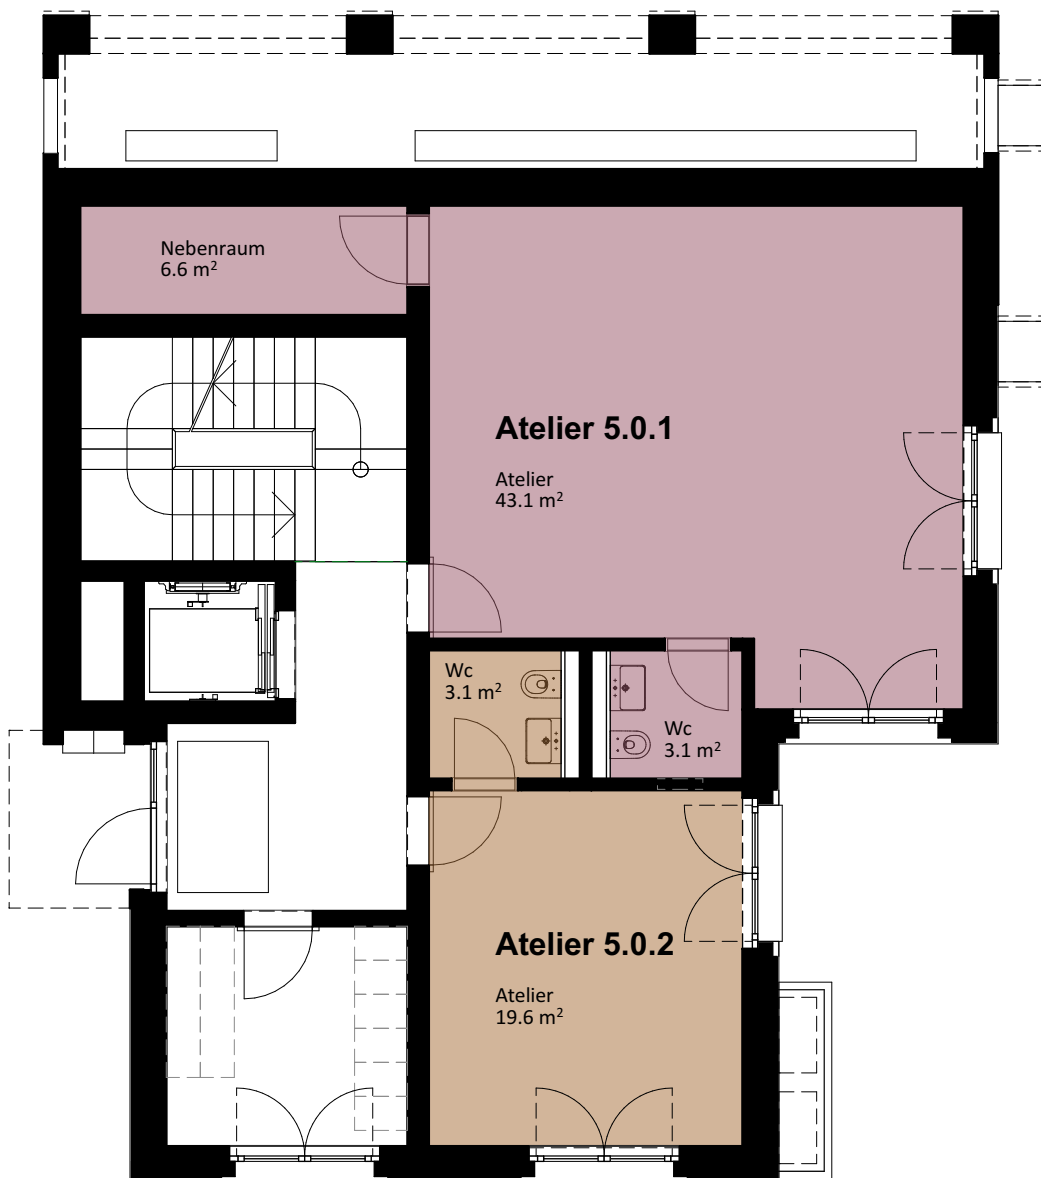 Nebenraum
6.6 m²
Atelier 5.0.1
Atelier
43.1 m²
Wc
3.1 m²
Wc
3.1 m²
Atelier 5.0.2
Atelier
19.6 m²